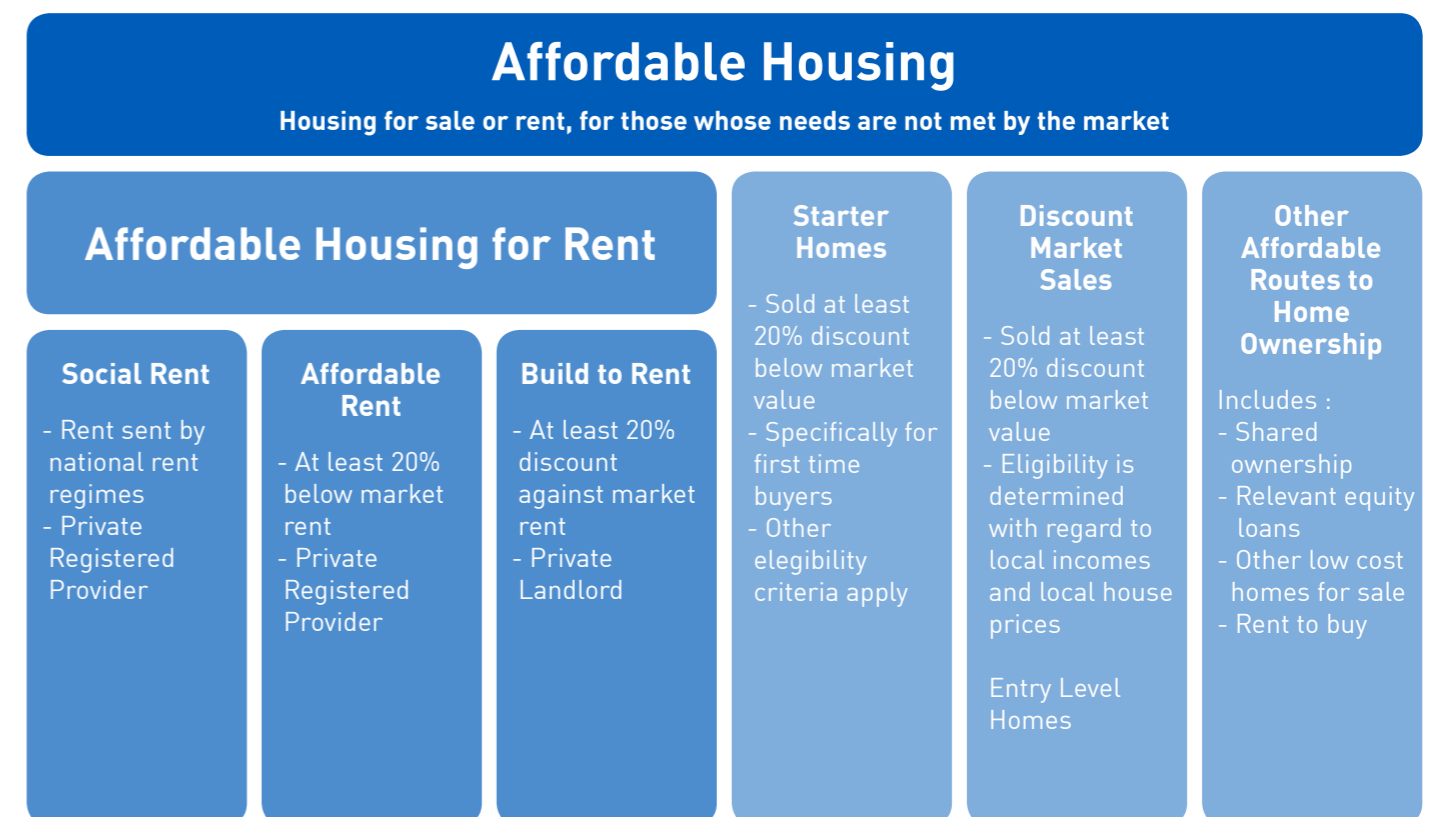 Affordable Housing
Housing for sale or rent, for those whose needs are not met by the market
Affordable Housing for Rent
Social Rent
- Rent sent by
national rent
regimes
- Private
Registered
Provider
Affordable
Rent
- At least 20%
below market
rent
- Private
Registered
Provider
Build to Rent
- At least 20%
discount
against market
rent
- Private
Landlord
Starter
Homes
- Sold at least
20% discount
below market
value
- Specifically for
first time
buyers
- Other
elegibility
criteria apply
Discount
Market
Sales
- Sold at least
20% discount
below market
value
- Eligibility is
determined
with regard to
local incomes
and local house
prices
Entry Level
Homes
Other
Affordable
Routes to
Home
Ownership
Includes :
- Shared
ownership
- Relevant equity
loans
- Other low cost
homes for sale
- Rent to buy